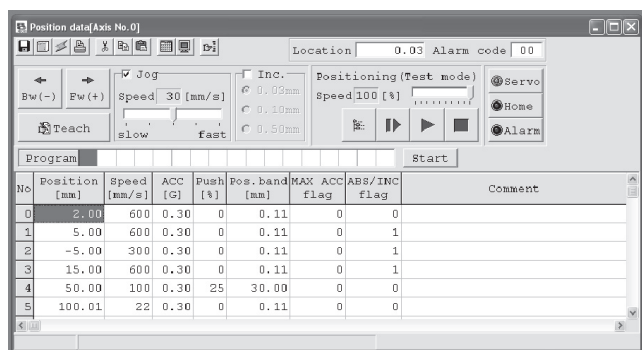 Position data[Axis No.0]
Location 0.03 Alarm code 00
Jog Inc. Positioning(Test mode)
Bw(-) Fw(+) Speed 30 [mm/s] 0.03mm Speed 100 [%] Servo
0.10mm Home
Teach slow fast 0.50mm Alarm
Program Start
No Position [mm] Speed [mm/s] ACC [G] Push [%] Pos.band [mm] MAX ACC flag ABS/INC flag Comment
0 2.00 600 0.30 0 0.11 0 0
1 5.00 600 0.30 0 0.11 0 1
2 -5.00 300 0.30 0 0.11 0 1
3 15.00 600 0.30 0 0.11 0 1
4 50.00 100 0.30 25 30.00 0 0
5 100.01 22 0.30 0 0.11 0 0